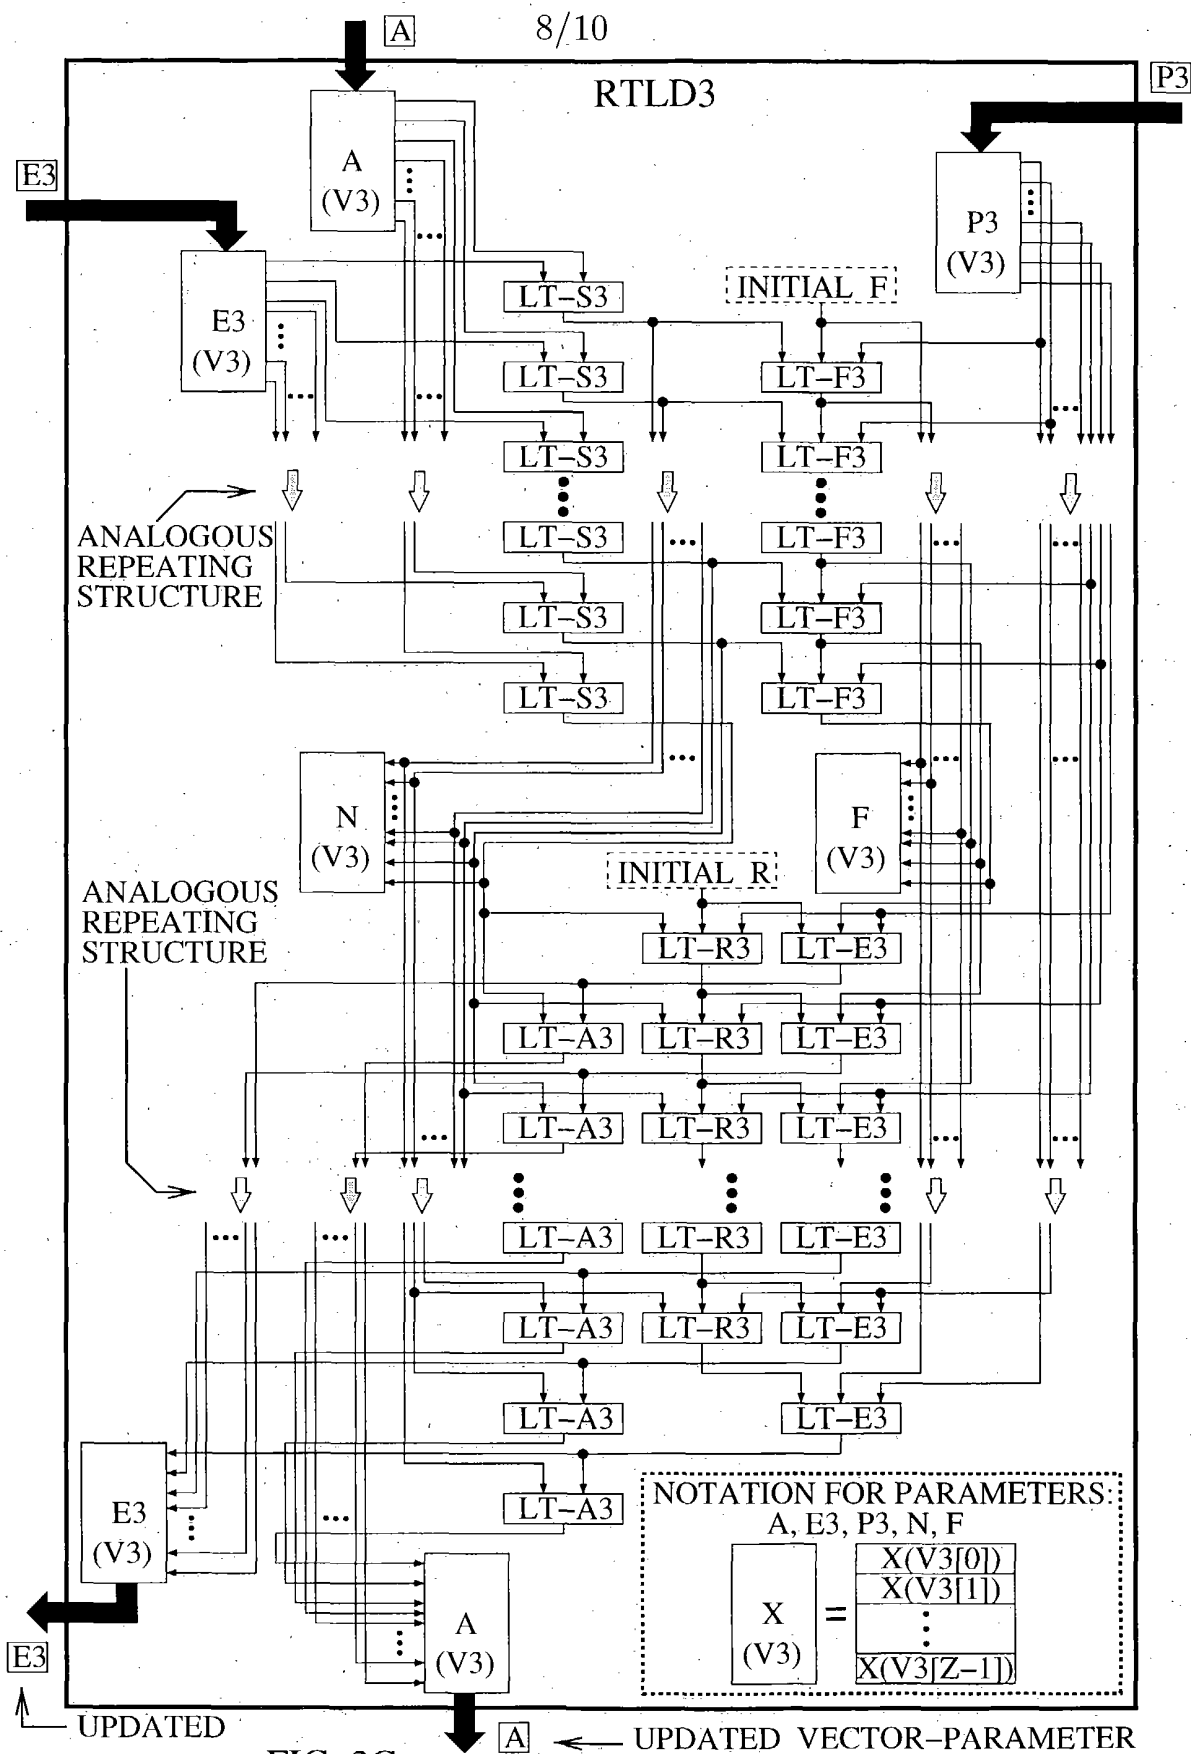 8/10
A
RTLD3
P3
A
(V3)
E3
P3
(V3)
LT-S3
INITIAL F
E3
(V3)
LT-S3
LT-F3
LT-S3
LT-F3
ANALOGOUS
REPEATING
STRUCTURE
LT-S3
LT-F3
LT-S3
LT-F3
LT-S3
LT-F3
N
(V3)
F
(V3)
INITIAL R
ANALOGOUS
REPEATING
STRUCTURE
LT-R3
LT-E3
LT-A3
LT-R3
LT-E3
LT-A3
LT-R3
LT-E3
LT-A3
LT-R3
LT-E3
LT-A3
LT-R3
LT-E3
LT-A3
LT-E3
LT-A3
E3
(V3)
NOTATION FOR PARAMETERS:
A, E3, P3, N, F
X
(V3)
=
X(V3[0])
X(V3[1])
X(V3[Z-1])
A
(V3)
E3
UPDATED
A
UPDATED VECTOR-PARAMETER